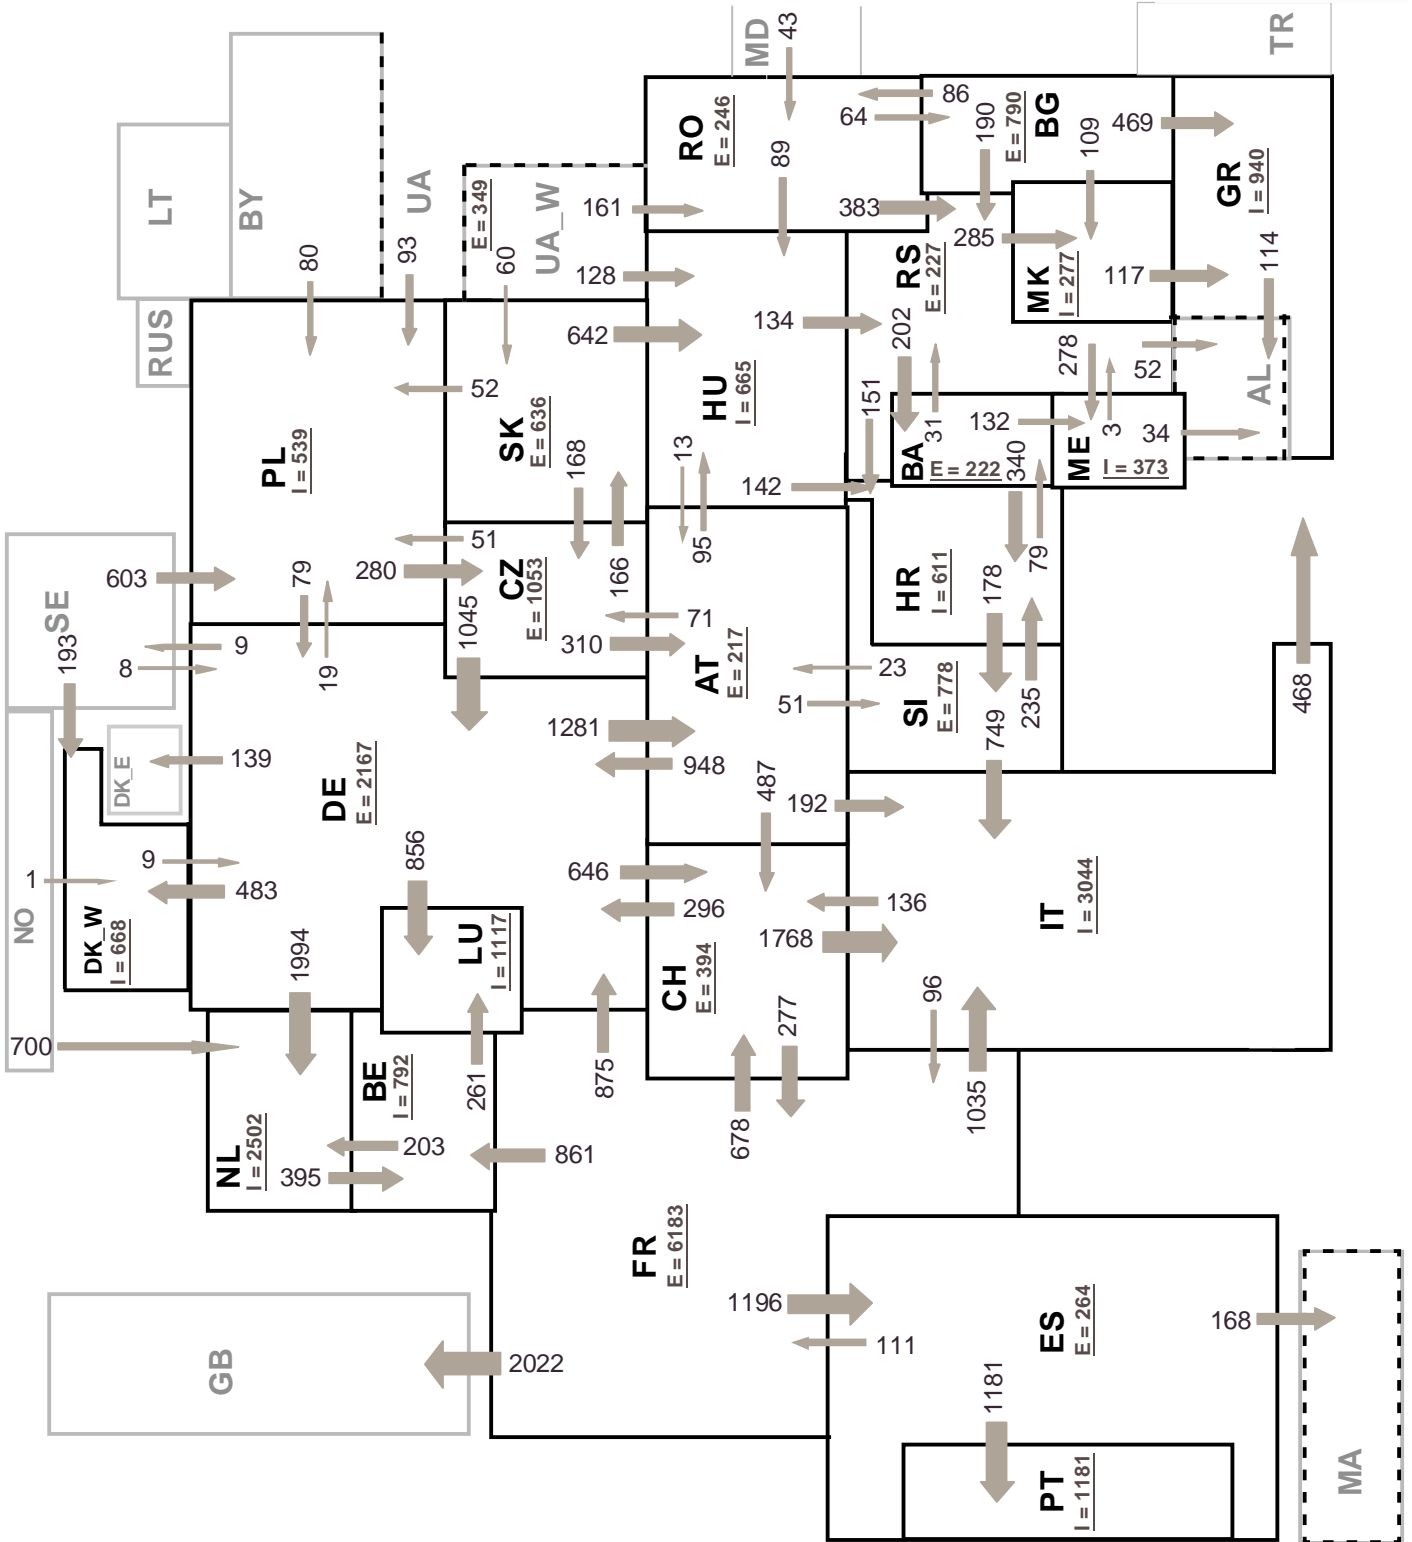 MD
43
TR
RO
E = 246
86
64
190
E = 790
BG
109
469
GR
I = 940
LT
BY
UA
E = 349
UA_W
161
89
383
RS
E = 227
285
MK
I = 277
117
114
80
93
60
128
RUS
642
134
202
278
52
AL
PL
I = 539
52
SK
E = 636
168
HU
I = 665
13
151
31
132
3
34
BA
E = 222
340
ME
I = 373
142
95
SE
603
79
280
51
CZ
E = 1053
166
HR
I = 611
178
79
193
9
8
19
1045
71
310
AT
E = 217
23
51
SI
E = 778
749
235
468
DK_E
139
DE
E = 2167
1281
948
487
192
1
9
483
856
646
296
136
1768
IT
I = 3044
NO
DK_W
I = 668
1994
LU
I = 1117
CH
E = 394
96
277
700
BE
I = 792
261
875
678
1035
NL
I = 2502
203
395
861
FR
E = 6183
1196
111
ES
E = 264
168
GB
2022
1181
PT
I = 1181
MA